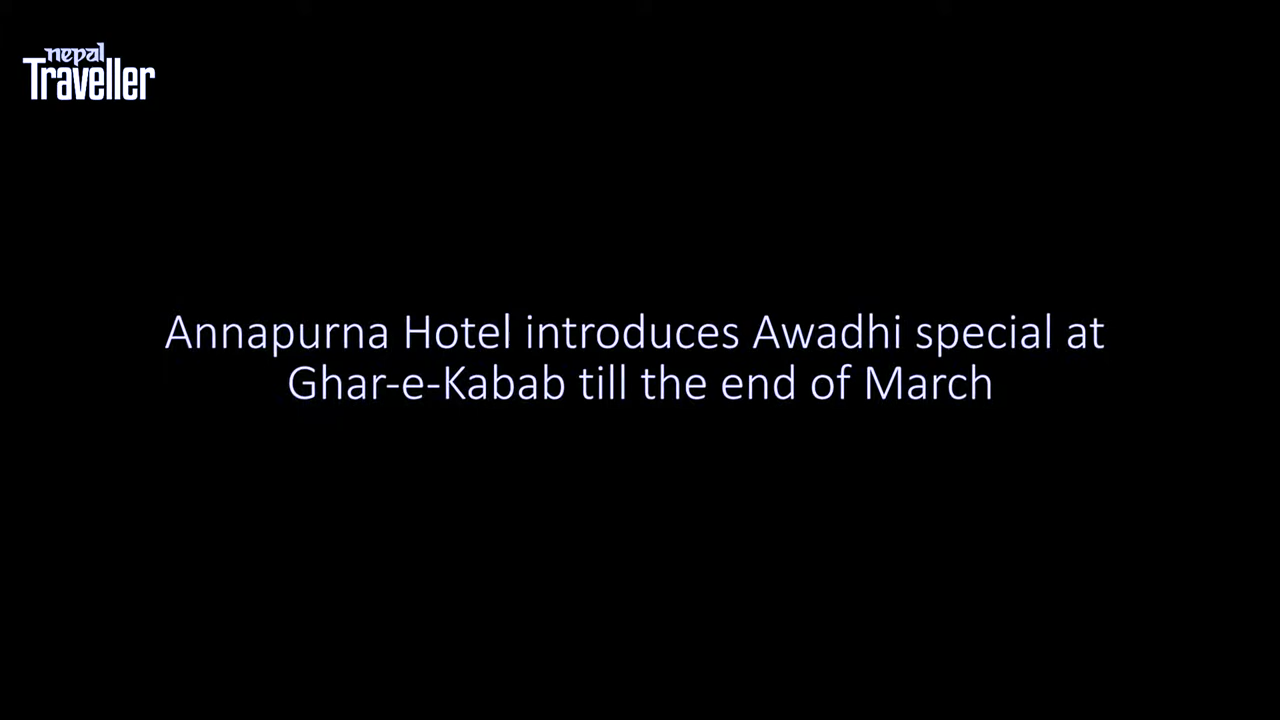 nepal
Traveller
Annapurna Hotel introduces Awadhi special at
Ghar-e-Kabab till the end of March